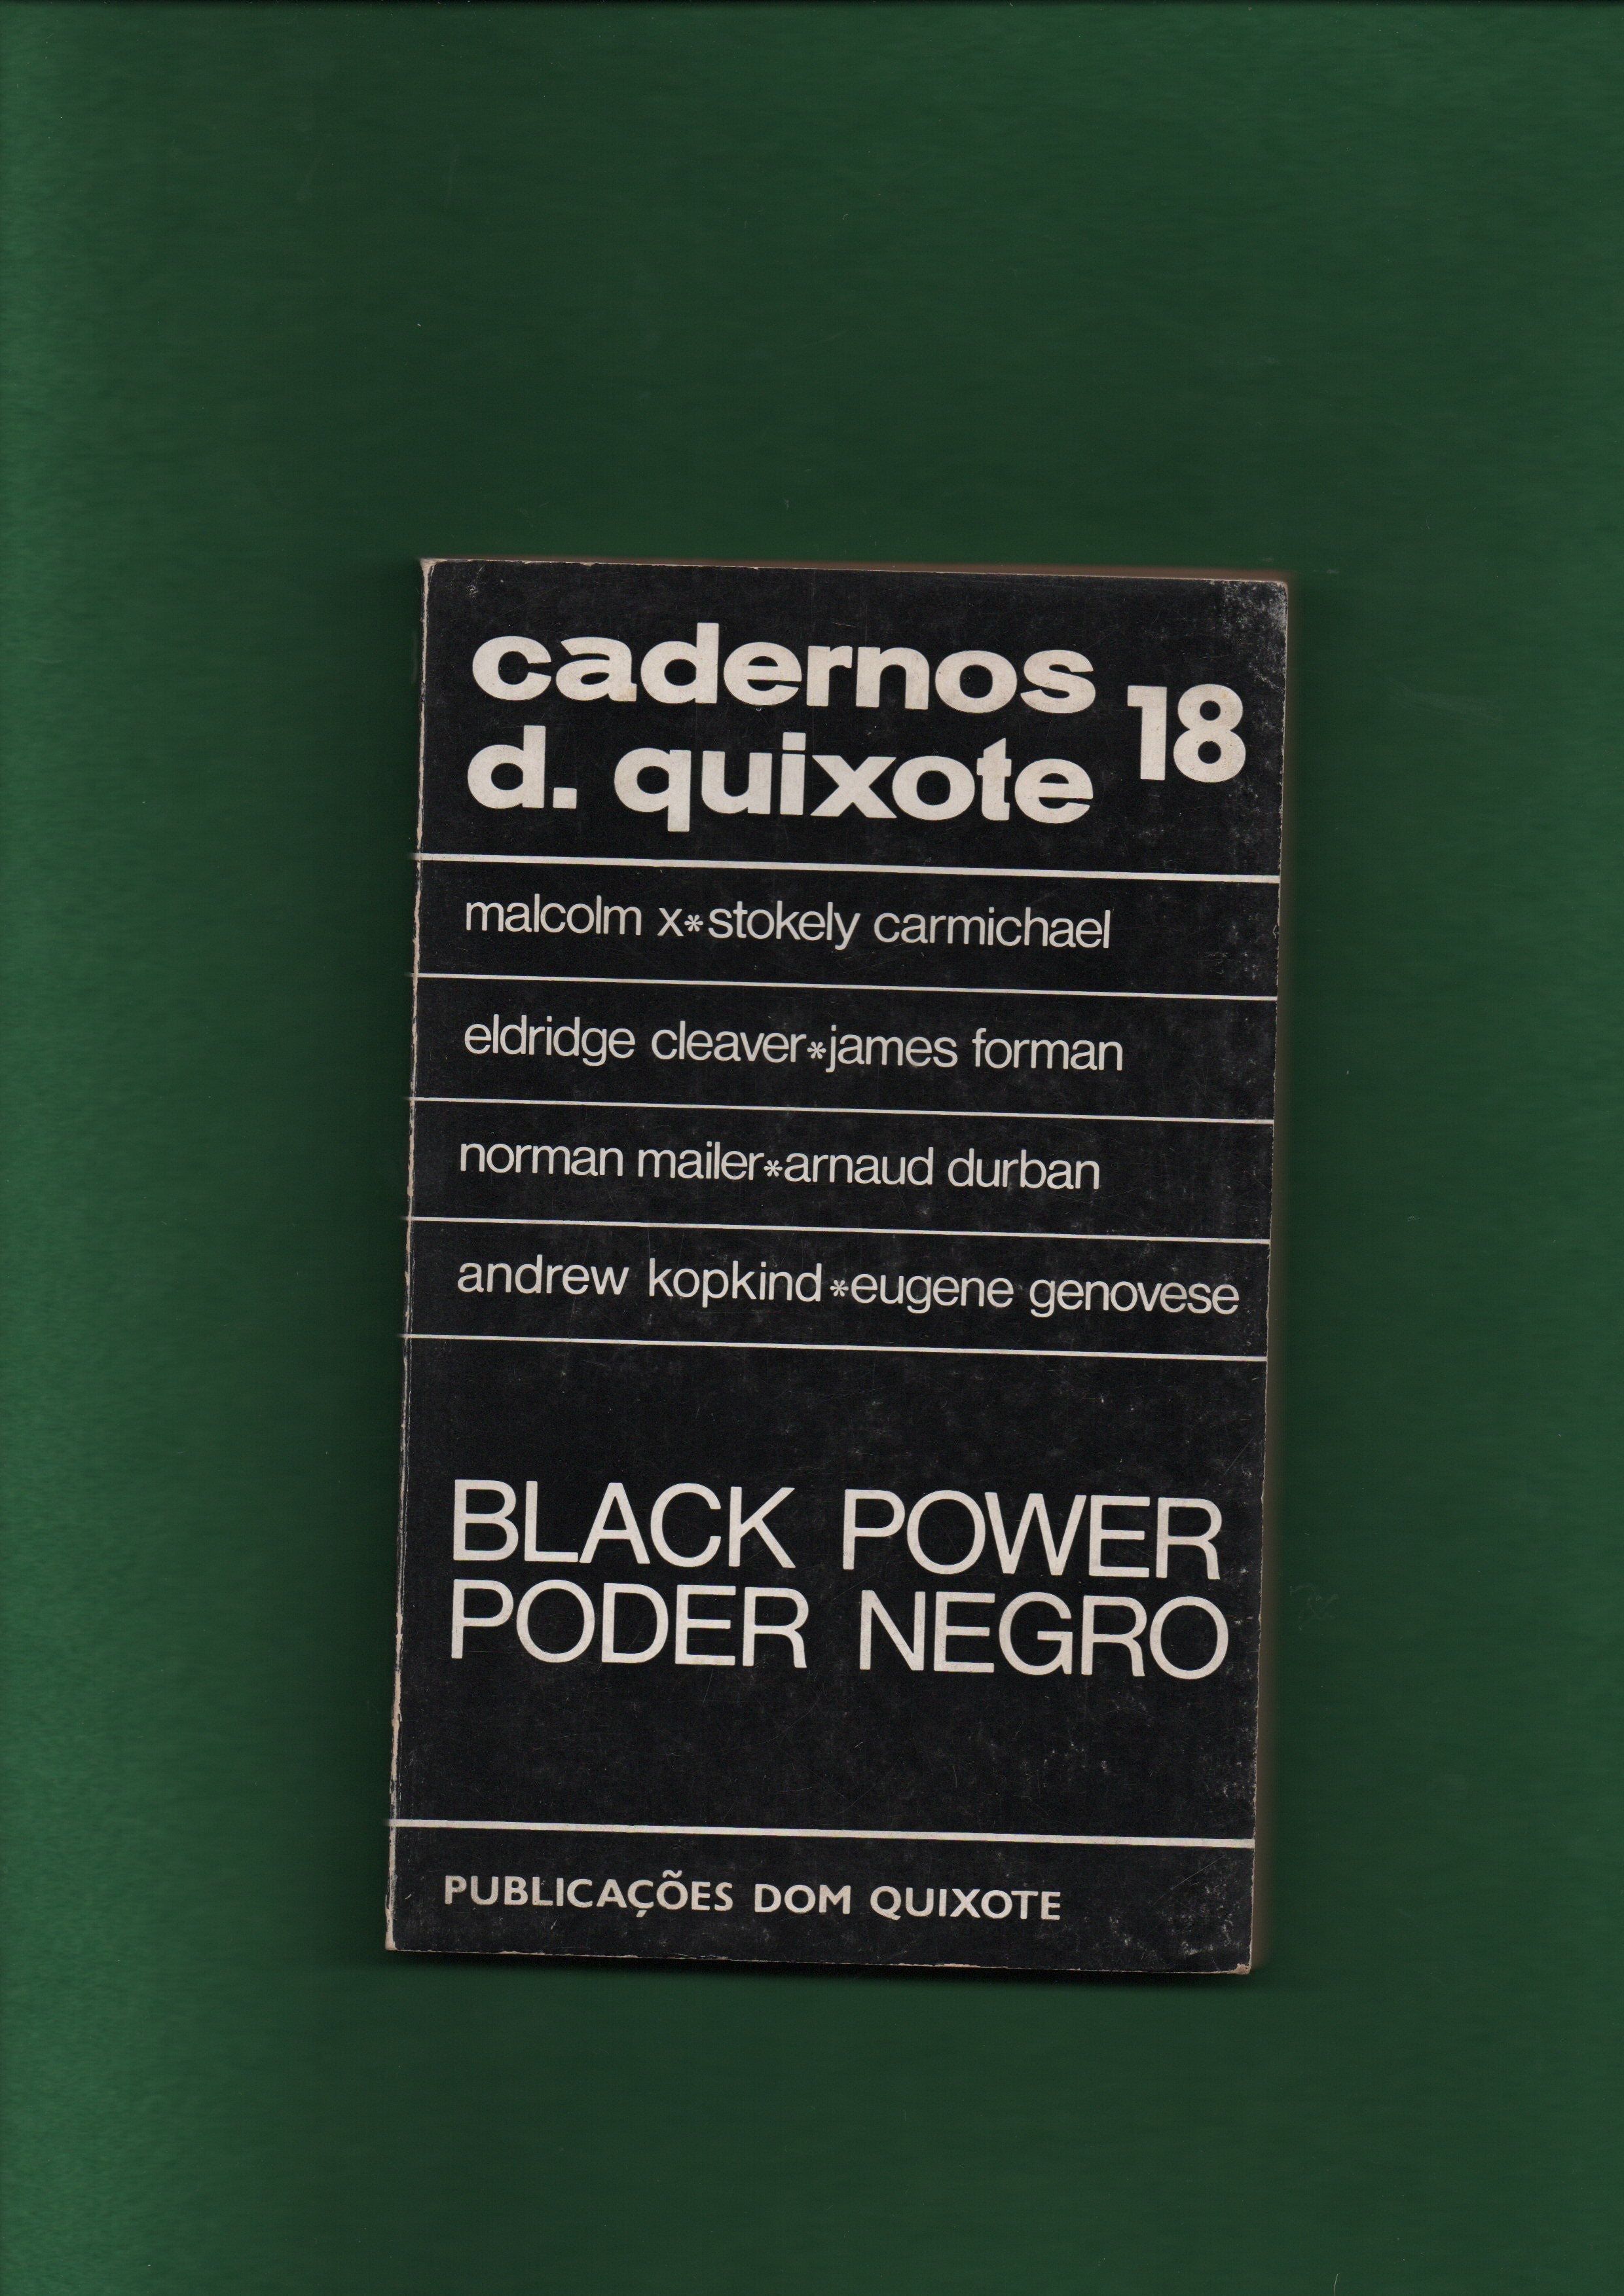 cadernos 18
d. quixote
malcolm x*stokely carmichael
eldridge cleaver*james forman
norman mailer*arnaud durban
andrew kopkind*eugene genovese
BLACK POWER
PODER NEGRO
PUBLICAÇÕES DOM QUIXOTE